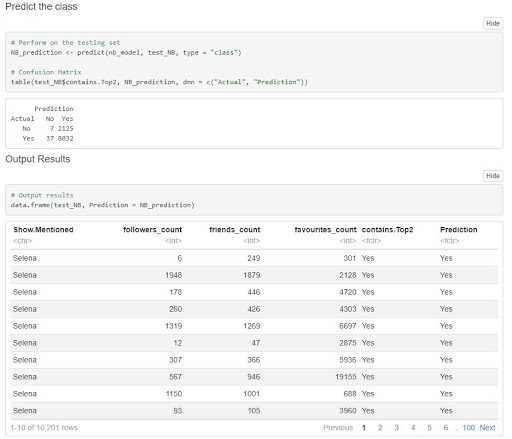 Predict the class
Hide
# Perform on the testing set
NB_prediction <- predict(nb_model, test_NB, type = "class")
# Confusion Matrix
table(test_NB$contains.Top2, NB_prediction, dnn = c("Actual", "Prediction"))
Prediction
Actual No Yes
No 7 2125
Yes 37 8032
Output Results
Hide
# Output results
data.frame(test_NB, Prediction = NB_prediction)
Show.Mentioned followers_count friends_count favourites_count contains.Top2 Prediction
<chr> <int> <int> <int> <fctr> <fctr>
Selena 6 249 301 Yes Yes
Selena 1948 1879 2128 Yes Yes
Selena 178 446 4720 Yes Yes
Selena 260 426 4303 Yes Yes
Selena 1319 1269 6697 Yes Yes
Selena 12 47 2875 Yes Yes
Selena 307 366 5936 Yes Yes
Selena 567 946 19155 Yes Yes
Selena 1150 1001 688 Yes Yes
Selena 93 105 3960 Yes Yes
1-10 of 10,201 rows Previous 1 2 3 4 5 6 ... 100 Next